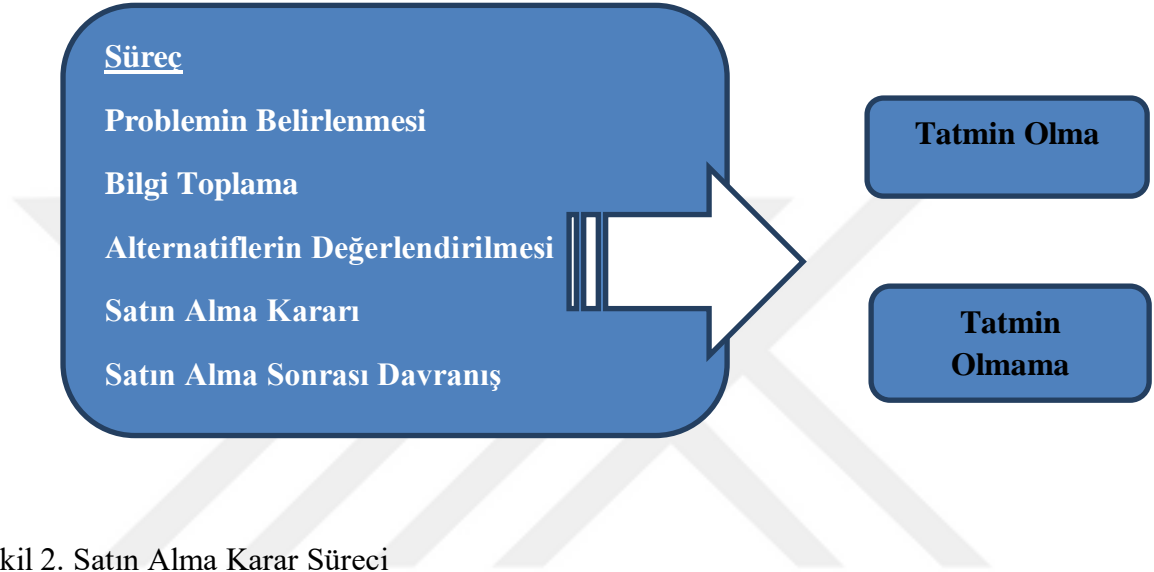 Süreç
Problemin Belirlenmesi
Bilgi Toplama
Alternatiflerin Değerlendirilmesi
Satın Alma Kararı
Satın Alma Sonrası Davranış
Tatmin Olma
Tatmin
Olmama
kil 2. Satın Alma Karar Süreci